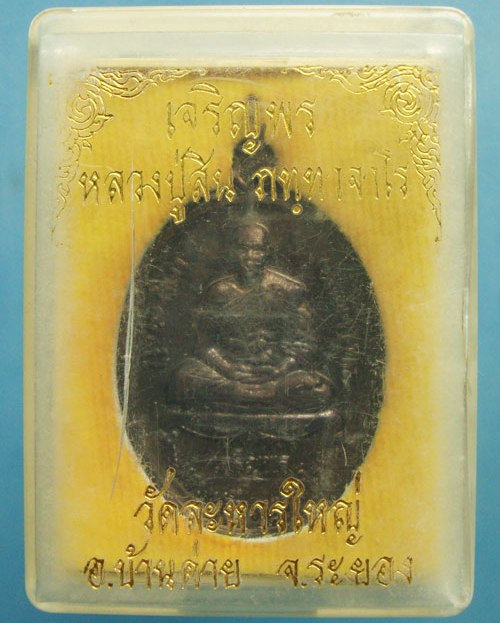 เจริญพร
หลวงปู่สิน ภทฺทาจาโร
วัดละหารใหญ่
อ.บ้านค่าย จ.ระยอง